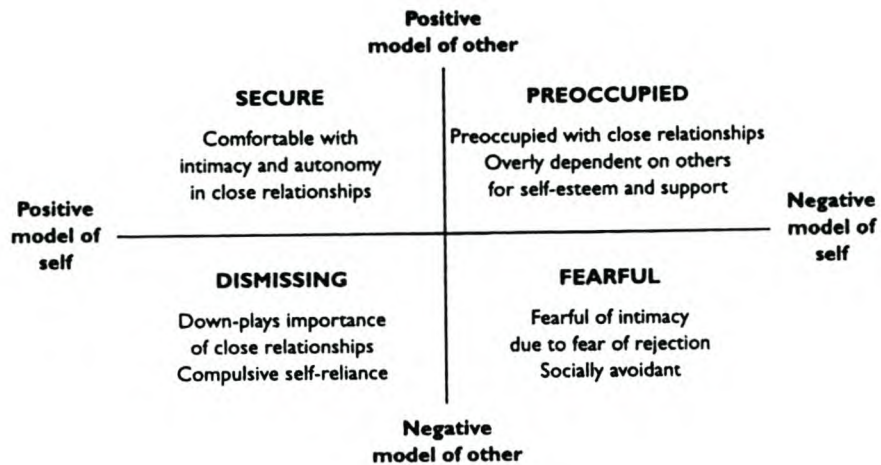 Positive
model of other
SECURE
Comfortable with
intimacy and autonomy
in close relationships
PREOCCUPIED
Preoccupied with close relationships
Overly dependent on others
for self-esteem and support
Positive
model of
self
Negative
model of
self
DISMISSING
Down-plays importance
of close relationships
Compulsive self-reliance
FEARFUL
Fearful of intimacy
due to fear of rejection
Socially avoidant
Negative
model of other